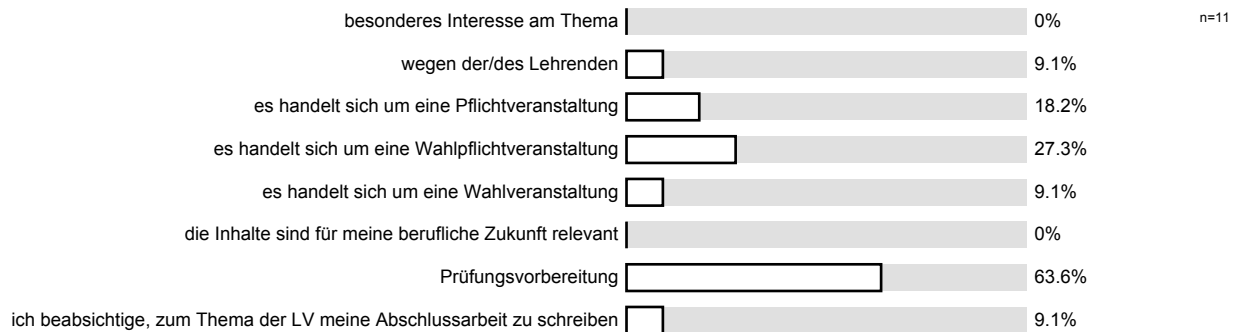 besonderes Interesse am Thema 0% n=11
wegen der/des Lehrenden 9.1%
es handelt sich um eine Pflichtveranstaltung 18.2%
es handelt sich um eine Wahlpflichtveranstaltung 27.3%
es handelt sich um eine Wahlveranstaltung 9.1%
die Inhalte sind für meine berufliche Zukunft relevant 0%
Prüfungsvorbereitung 63.6%
ich beabsichtige, zum Thema der LV meine Abschlussarbeit zu schreiben 9.1%